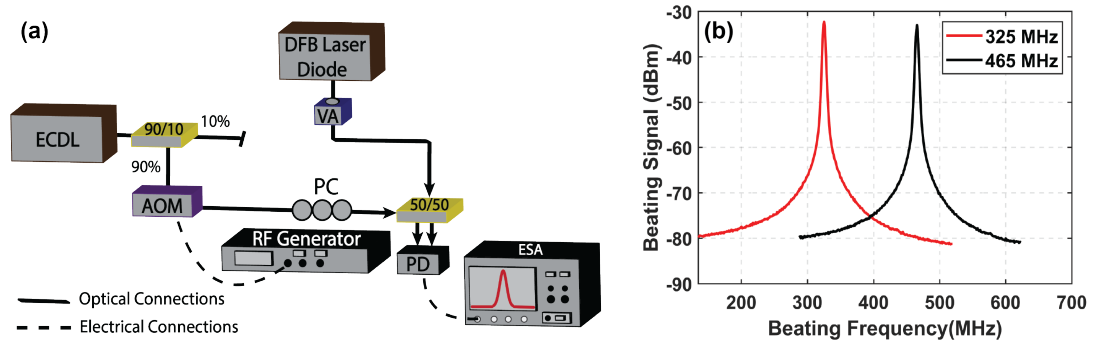 (a)
DFB Laser
Diode
VA
ECDL
90/10
10%
90%
AOM
PC
50/50
RF Generator
PD
ESA
Optical Connections
Electrical Connections
(b)
325 MHz
465 MHz
Beating Signal (dBm)
-30
-40
-50
-60
-70
-80
-90
200
300
400
500
600
700
Beating Frequency(MHz)